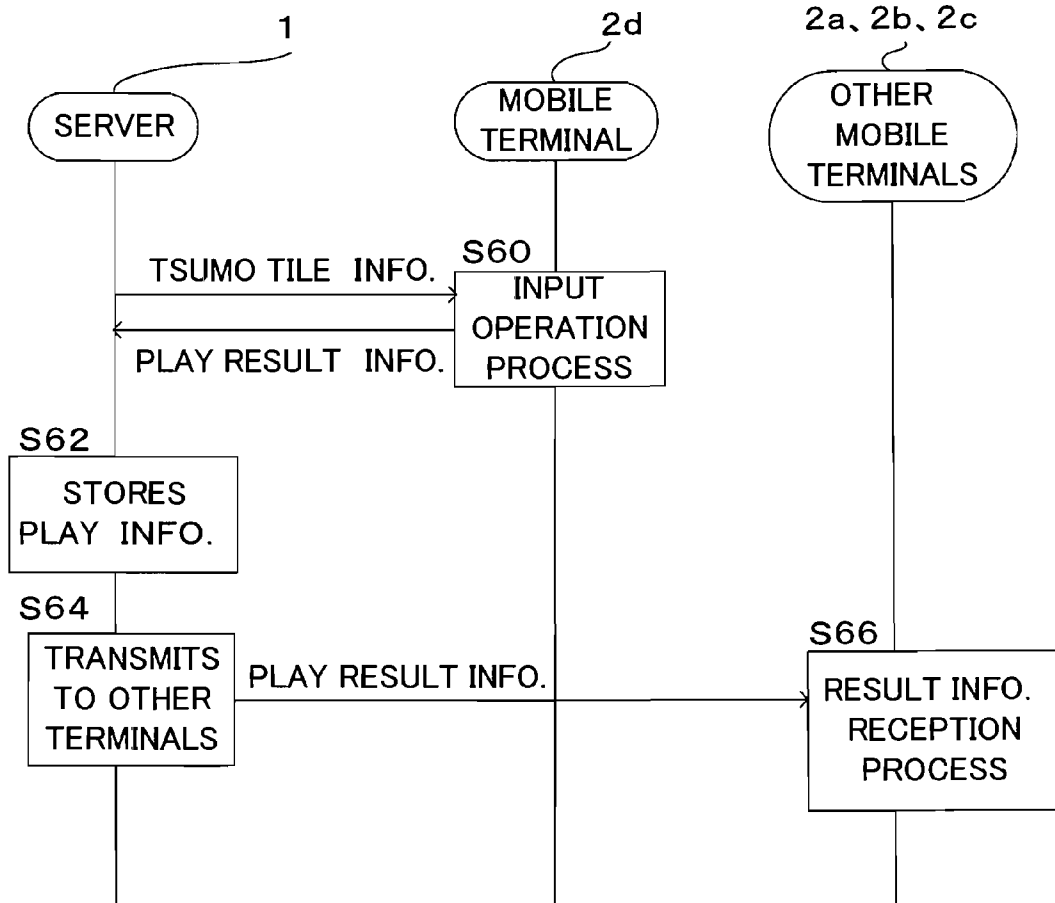 1
2d
2a、2b、2c
SERVER
MOBILE
TERMINAL
OTHER
MOBILE
TERMINALS
S60
TSUMO TILE INFO.
INPUT
OPERATION
PROCESS
PLAY RESULT INFO.
S62
STORES
PLAY INFO.
S64
TRANSMITS
TO OTHER
TERMINALS
PLAY RESULT INFO.
S66
RESULT INFO.
RECEPTION
PROCESS